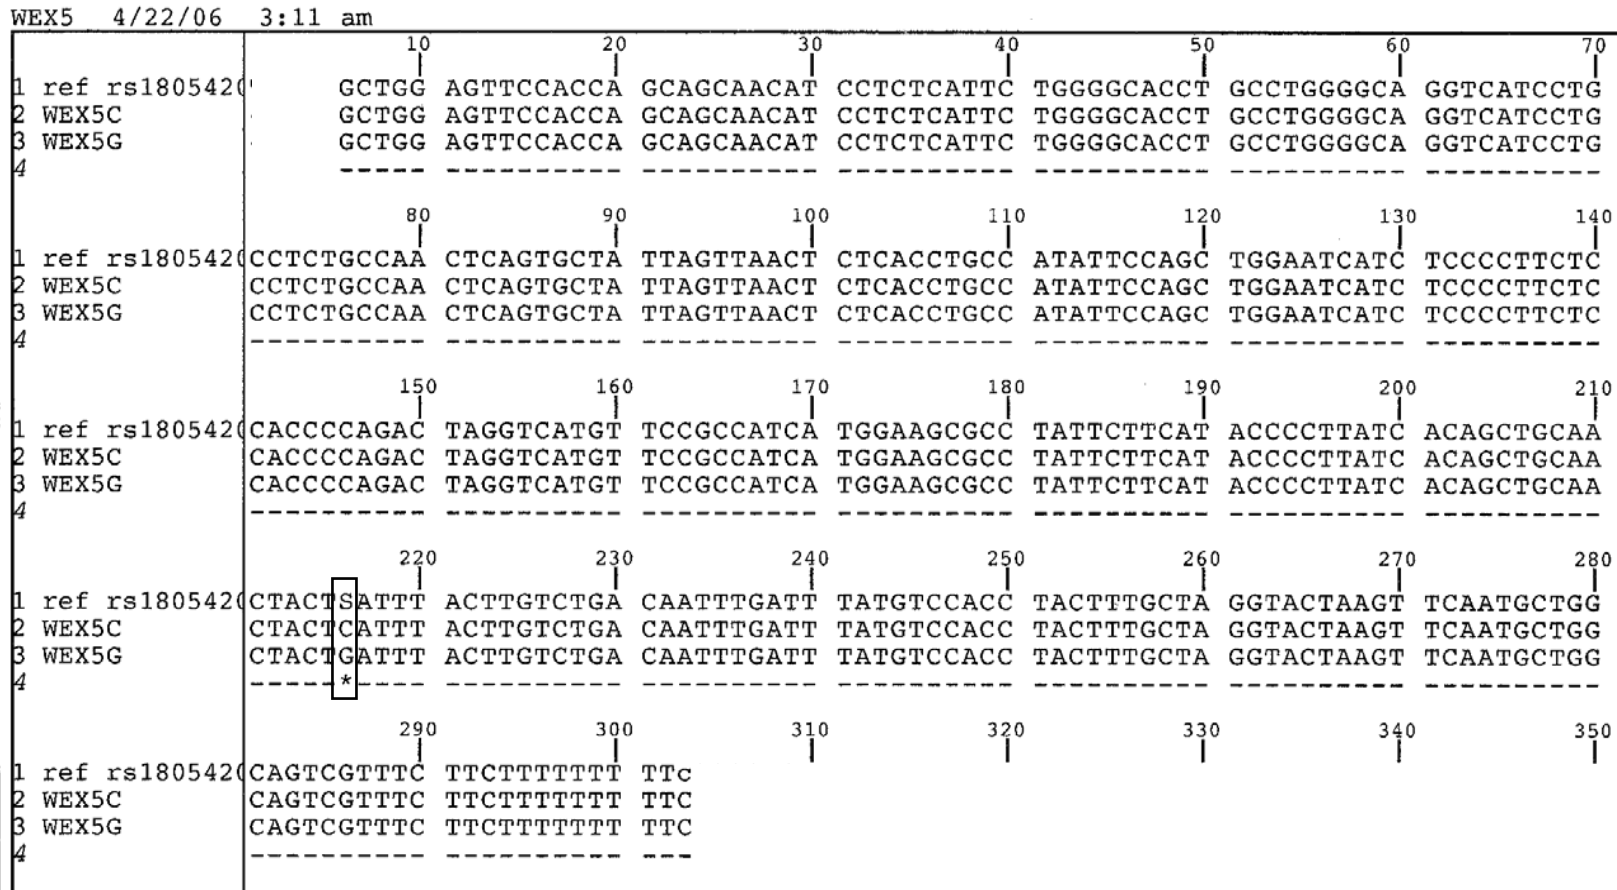 WEX5 4/22/06 3:11 am
10 20 30 40 50 60 70
1 ref rs180542( GCTGG AGTTCCACCA GCAGCAACAT CCTCTCATTC TGGGGCACCT GCCTGGGGCA GGTCATCCTG
2 WEX5C GCTGG AGTTCCACCA GCAGCAACAT CCTCTCATTC TGGGGCACCT GCCTGGGGCA GGTCATCCTG
3 WEX5G GCTGG AGTTCCACCA GCAGCAACAT CCTCTCATTC TGGGGCACCT GCCTGGGGCA GGTCATCCTG
4 ----- ---------- ---------- ---------- ---------- ---------- ----------
80 90 100 110 120 130 140
1 ref rs180542( CCTCTGCCAA CTCAGTGCTA TTAGTTAACT CTCACCTGCC ATATTCCAGC TGGAATCATC TCCCCTTCTC
2 WEX5C CCTCTGCCAA CTCAGTGCTA TTAGTTAACT CTCACCTGCC ATATTCCAGC TGGAATCATC TCCCCTTCTC
3 WEX5G CCTCTGCCAA CTCAGTGCTA TTAGTTAACT CTCACCTGCC ATATTCCAGC TGGAATCATC TCCCCTTCTC
4 ---------- ---------- ---------- ---------- ---------- ---------- ----------
150 160 170 180 190 200 210
1 ref rs180542( CACCCCAGAC TAGGTCATGT TCCGCCATCA TGGAAGCGCC TATTCTTCAT ACCCCTTATC ACAGCTGCAA
2 WEX5C CACCCCAGAC TAGGTCATGT TCCGCCATCA TGGAAGCGCC TATTCTTCAT ACCCCTTATC ACAGCTGCAA
3 WEX5G CACCCCAGAC TAGGTCATGT TCCGCCATCA TGGAAGCGCC TATTCTTCAT ACCCCTTATC ACAGCTGCAA
4 ---------- ---------- ---------- ---------- ---------- ---------- ----------
220 230 240 250 260 270 280
1 ref rs180542( CTACTSATTT ACTTGTCTGA CAATTTGATT TATGTCCACC TACTTTGCTA GGTACTAAGT TCAATGCTGG
2 WEX5C CTACTCATTT ACTTGTCTGA CAATTTGATT TATGTCCACC TACTTTGCTA GGTACTAAGT TCAATGCTGG
3 WEX5G CTACTGATTT ACTTGTCTGA CAATTTGATT TATGTCCACC TACTTTGCTA GGTACTAAGT TCAATGCTGG
4 -----*---- ---------- ---------- ---------- ---------- ---------- ----------
290 300 310 320 330 340 350
1 ref rs180542( CAGTCGTTTC TTCTTTTTTT TTc
2 WEX5C CAGTCGTTTC TTCTTTTTTT TTC
3 WEX5G CAGTCGTTTC TTCTTTTTTT TTC
4 ---------- ---------- ---